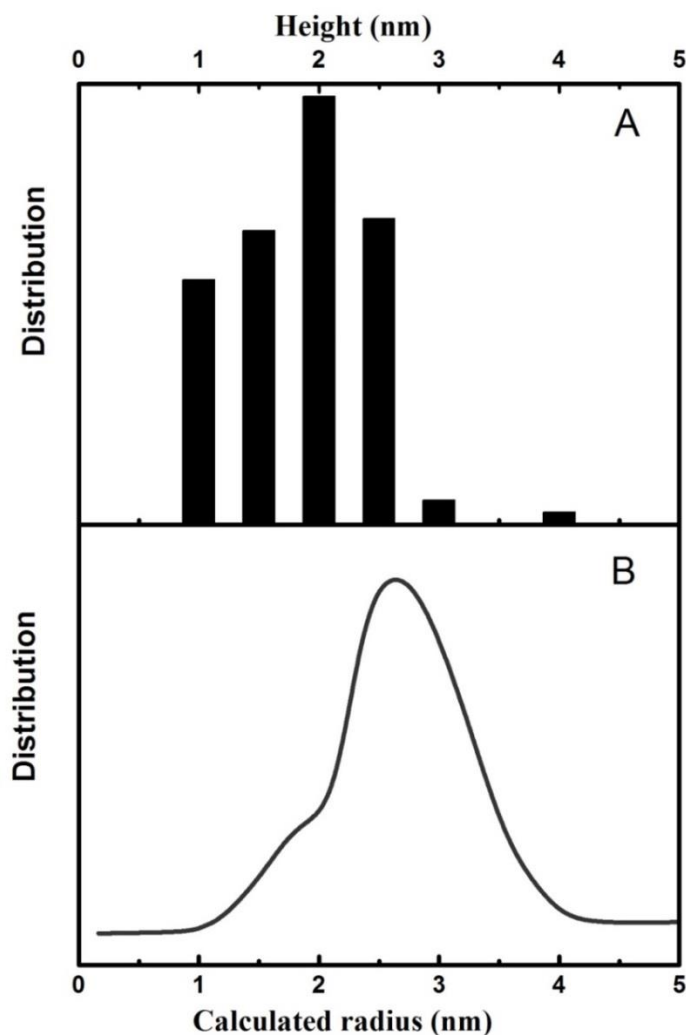 Height (nm)
0 1 2 3 4 5
A
Distribution
B
Distribution
0 1 2 3 4 5
Calculated radius (nm)